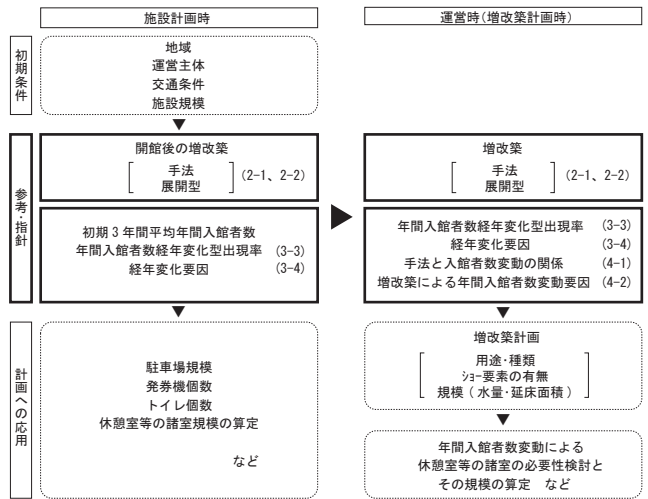 施設計画時
運営時(増改築計画時)
初期条件
地域
運営主体
交通条件
施設規模
参考・指針
開館後の増改築
手法
展開型
(2-1、2-2)
初期3年間平均年間入館者数
年間入館者数経年変化型出現率 (3-3)
経年変化要因 (3-4)
増改築
手法
展開型
(2-1、2-2)
年間入館者数経年変化型出現率 (3-3)
経年変化要因 (3-4)
手法と入館者数変動の関係 (4-1)
増改築による年間入館者数変動要因 (4-2)
計画への応用
駐車場規模
発券機個数
トイレ個数
休憩室等の諸室規模の算定
など
増改築計画
用途・種類
ショー要素の有無
規模(水量・延床面積)
年間入館者数変動による
休憩室等の諸室の必要性検討と
その規模の算定 など